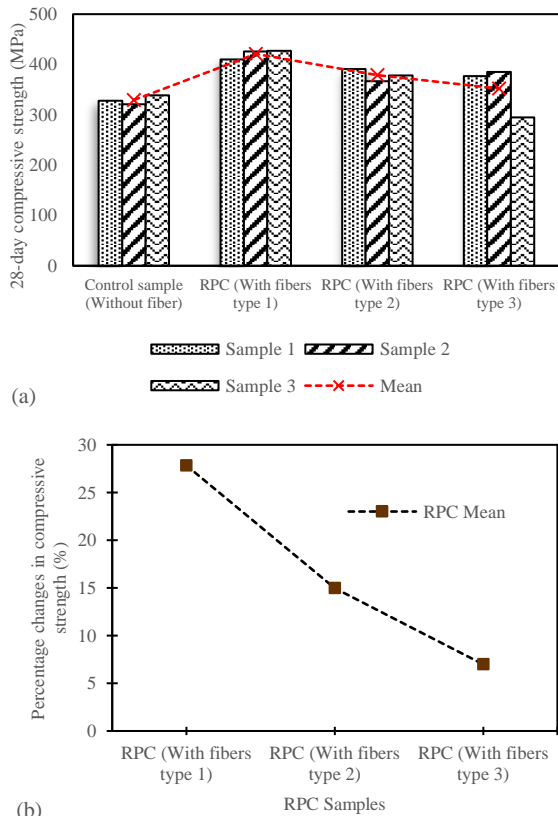 500
400
300
200
100
0
28-day compressive strength (MPa)
Control sample
(Without fiber)
RPC (With fibers
type 1)
RPC (With fibers
type 2)
RPC (With fibers
type 3)
Sample 1
Sample 2
Sample 3
Mean
(a)
30
25
20
15
10
5
0
Percentage changes in compressive
strength (%)
RPC Mean
RPC (With fibers
type 1)
RPC (With fibers
type 2)
RPC (With fibers
type 3)
RPC Samples
(b)